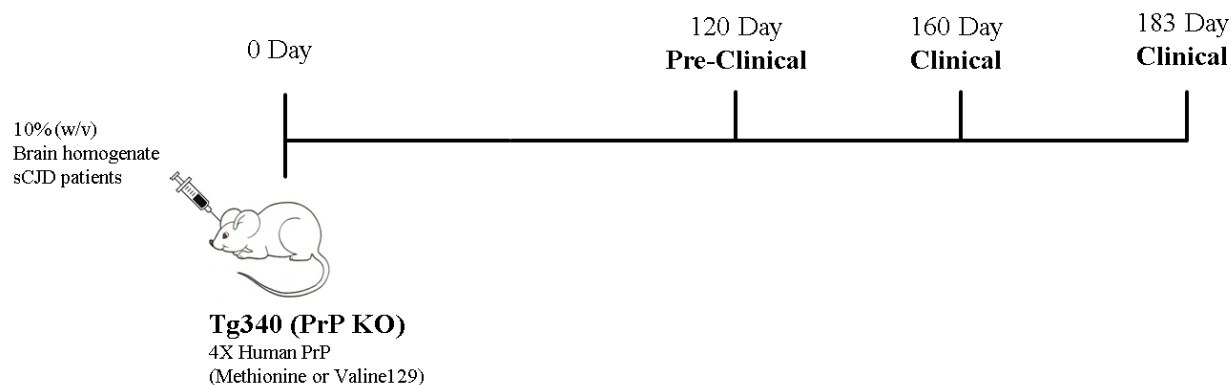 0 Day
120 Day
Pre-Clinical
160 Day
Clinical
183 Day
Clinical
10% (w/v)
Brain homogenate
sCJD patients
Tg340 (PrP KO)
4X Human PrP
(Methionine or Valine129)